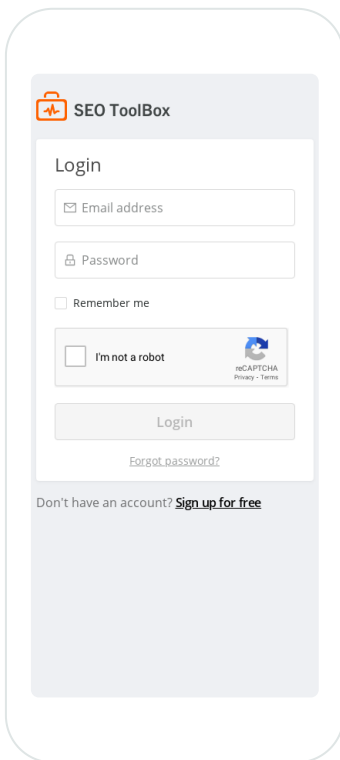 SEO ToolBox
Login
Email address
Password
Remember me
I'm not a robot
reCAPTCHA
Privacy - Terms
Login
Forgot password?
Don't have an account? Sign up for free